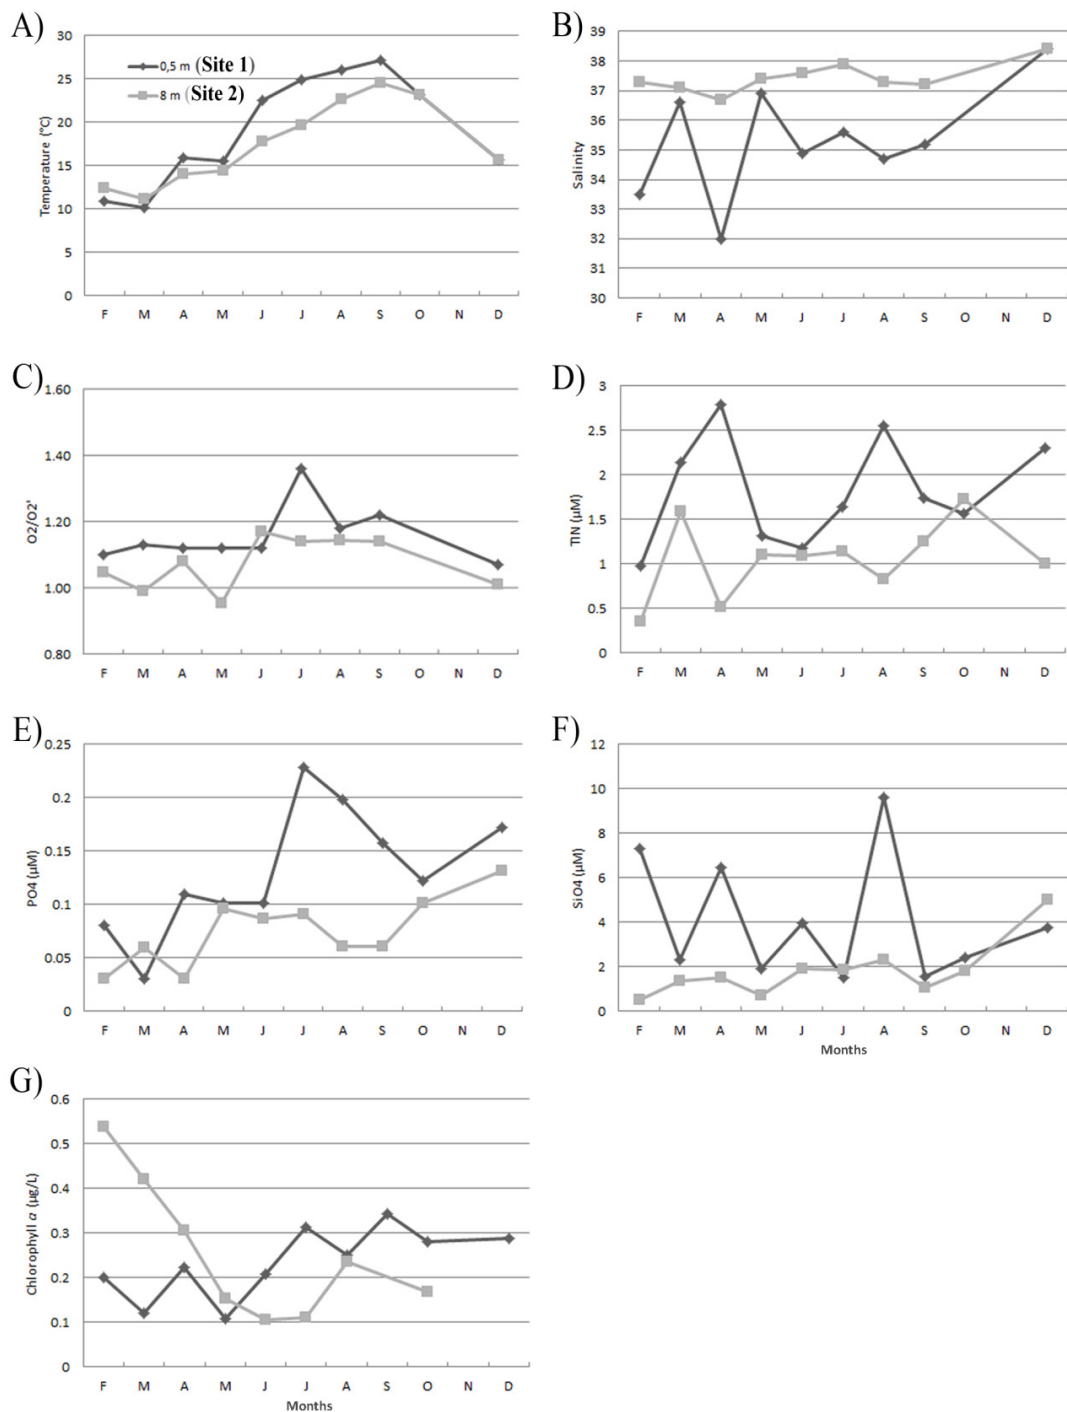 A)
Temperature (°C)
30
25
20
15
10
5
0
0,5 m (Site 1)
8 m (Site 2)
F M A M J J A S O N D
B)
Salinity
39
38
37
36
35
34
33
32
31
30
F M A M J J A S O N D
C)
O2/O2'
1.60
1.40
1.20
1.00
0.80
F M A M J J A S O N D
D)
TIN (µM)
3
2.5
2
1.5
1
0.5
0
F M A M J J A S O N D
E)
PO4 (µM)
0.25
0.2
0.15
0.1
0.05
0
F M A M J J A S O N D
F)
SiO4 (µM)
12
10
8
6
4
2
0
F M A M J J A S O N D
Months
G)
Chlorophyll a (µg/L)
0.6
0.5
0.4
0.3
0.2
0.1
0
F M A M J J A S O N D
Months